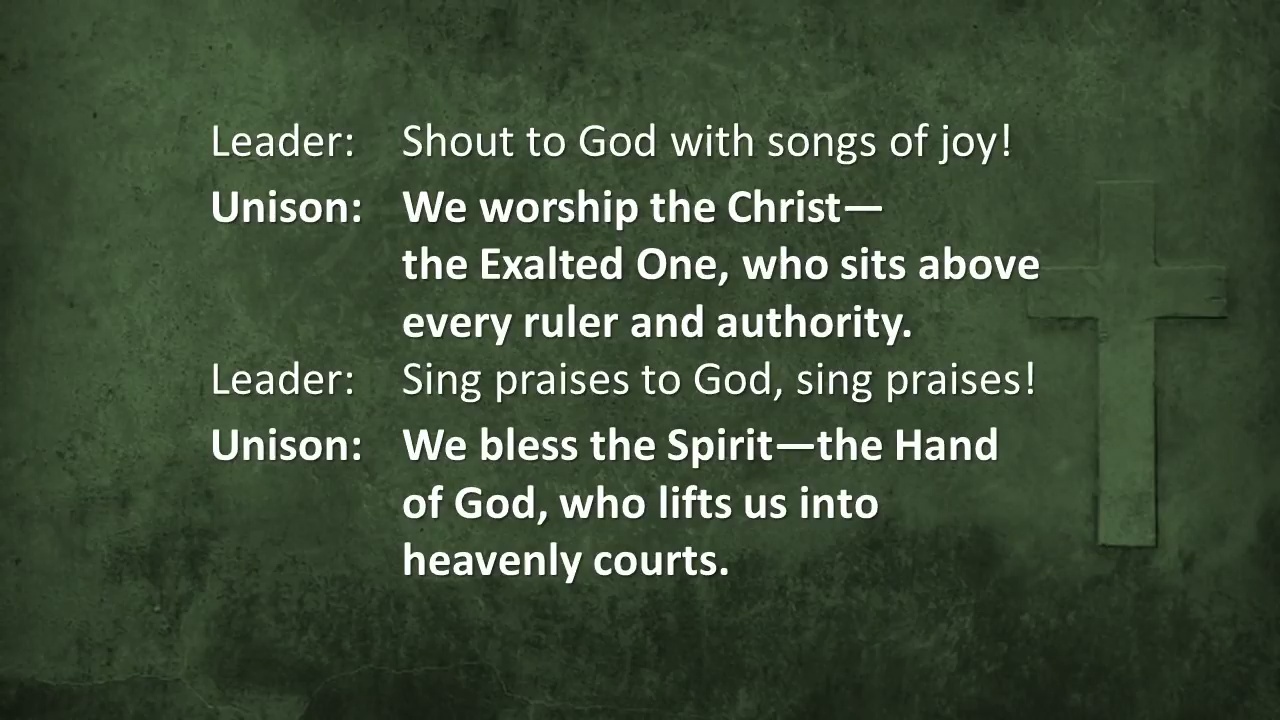 Leader: Shout to God with songs of joy!
Unison: We worship the Christ—
the Exalted One, who sits above
every ruler and authority.
Leader: Sing praises to God, sing praises!
Unison: We bless the Spirit—the Hand
of God, who lifts us into
heavenly courts.